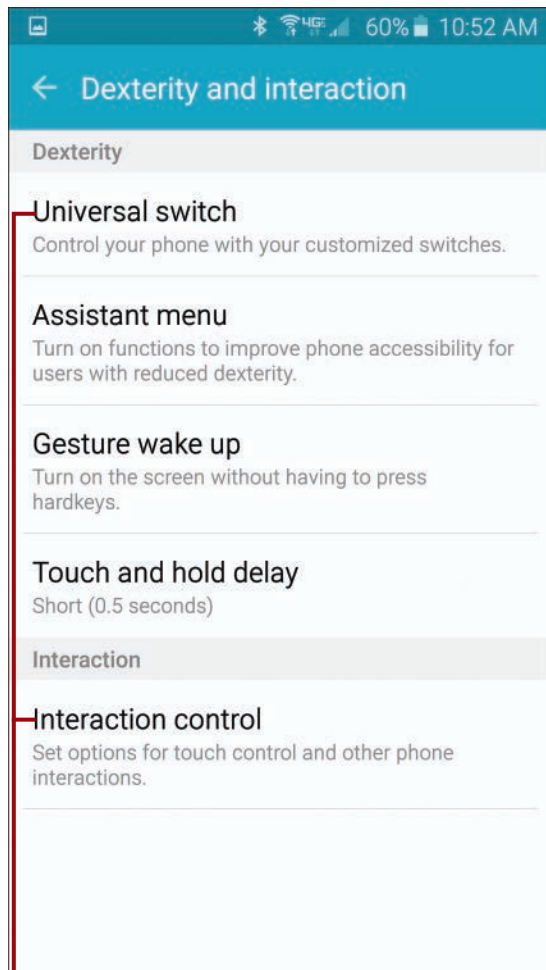 4G 60% 10:52 AM
Dexterity and interaction
Dexterity
Universal switch
Control your phone with your customized switches.
Assistant menu
Turn on functions to improve phone accessibility for
users with reduced dexterity.
Gesture wake up
Turn on the screen without having to press
hardkeys.
Touch and hold delay
Short (0.5 seconds)
Interaction
Interaction control
Set options for touch control and other phone
interactions.